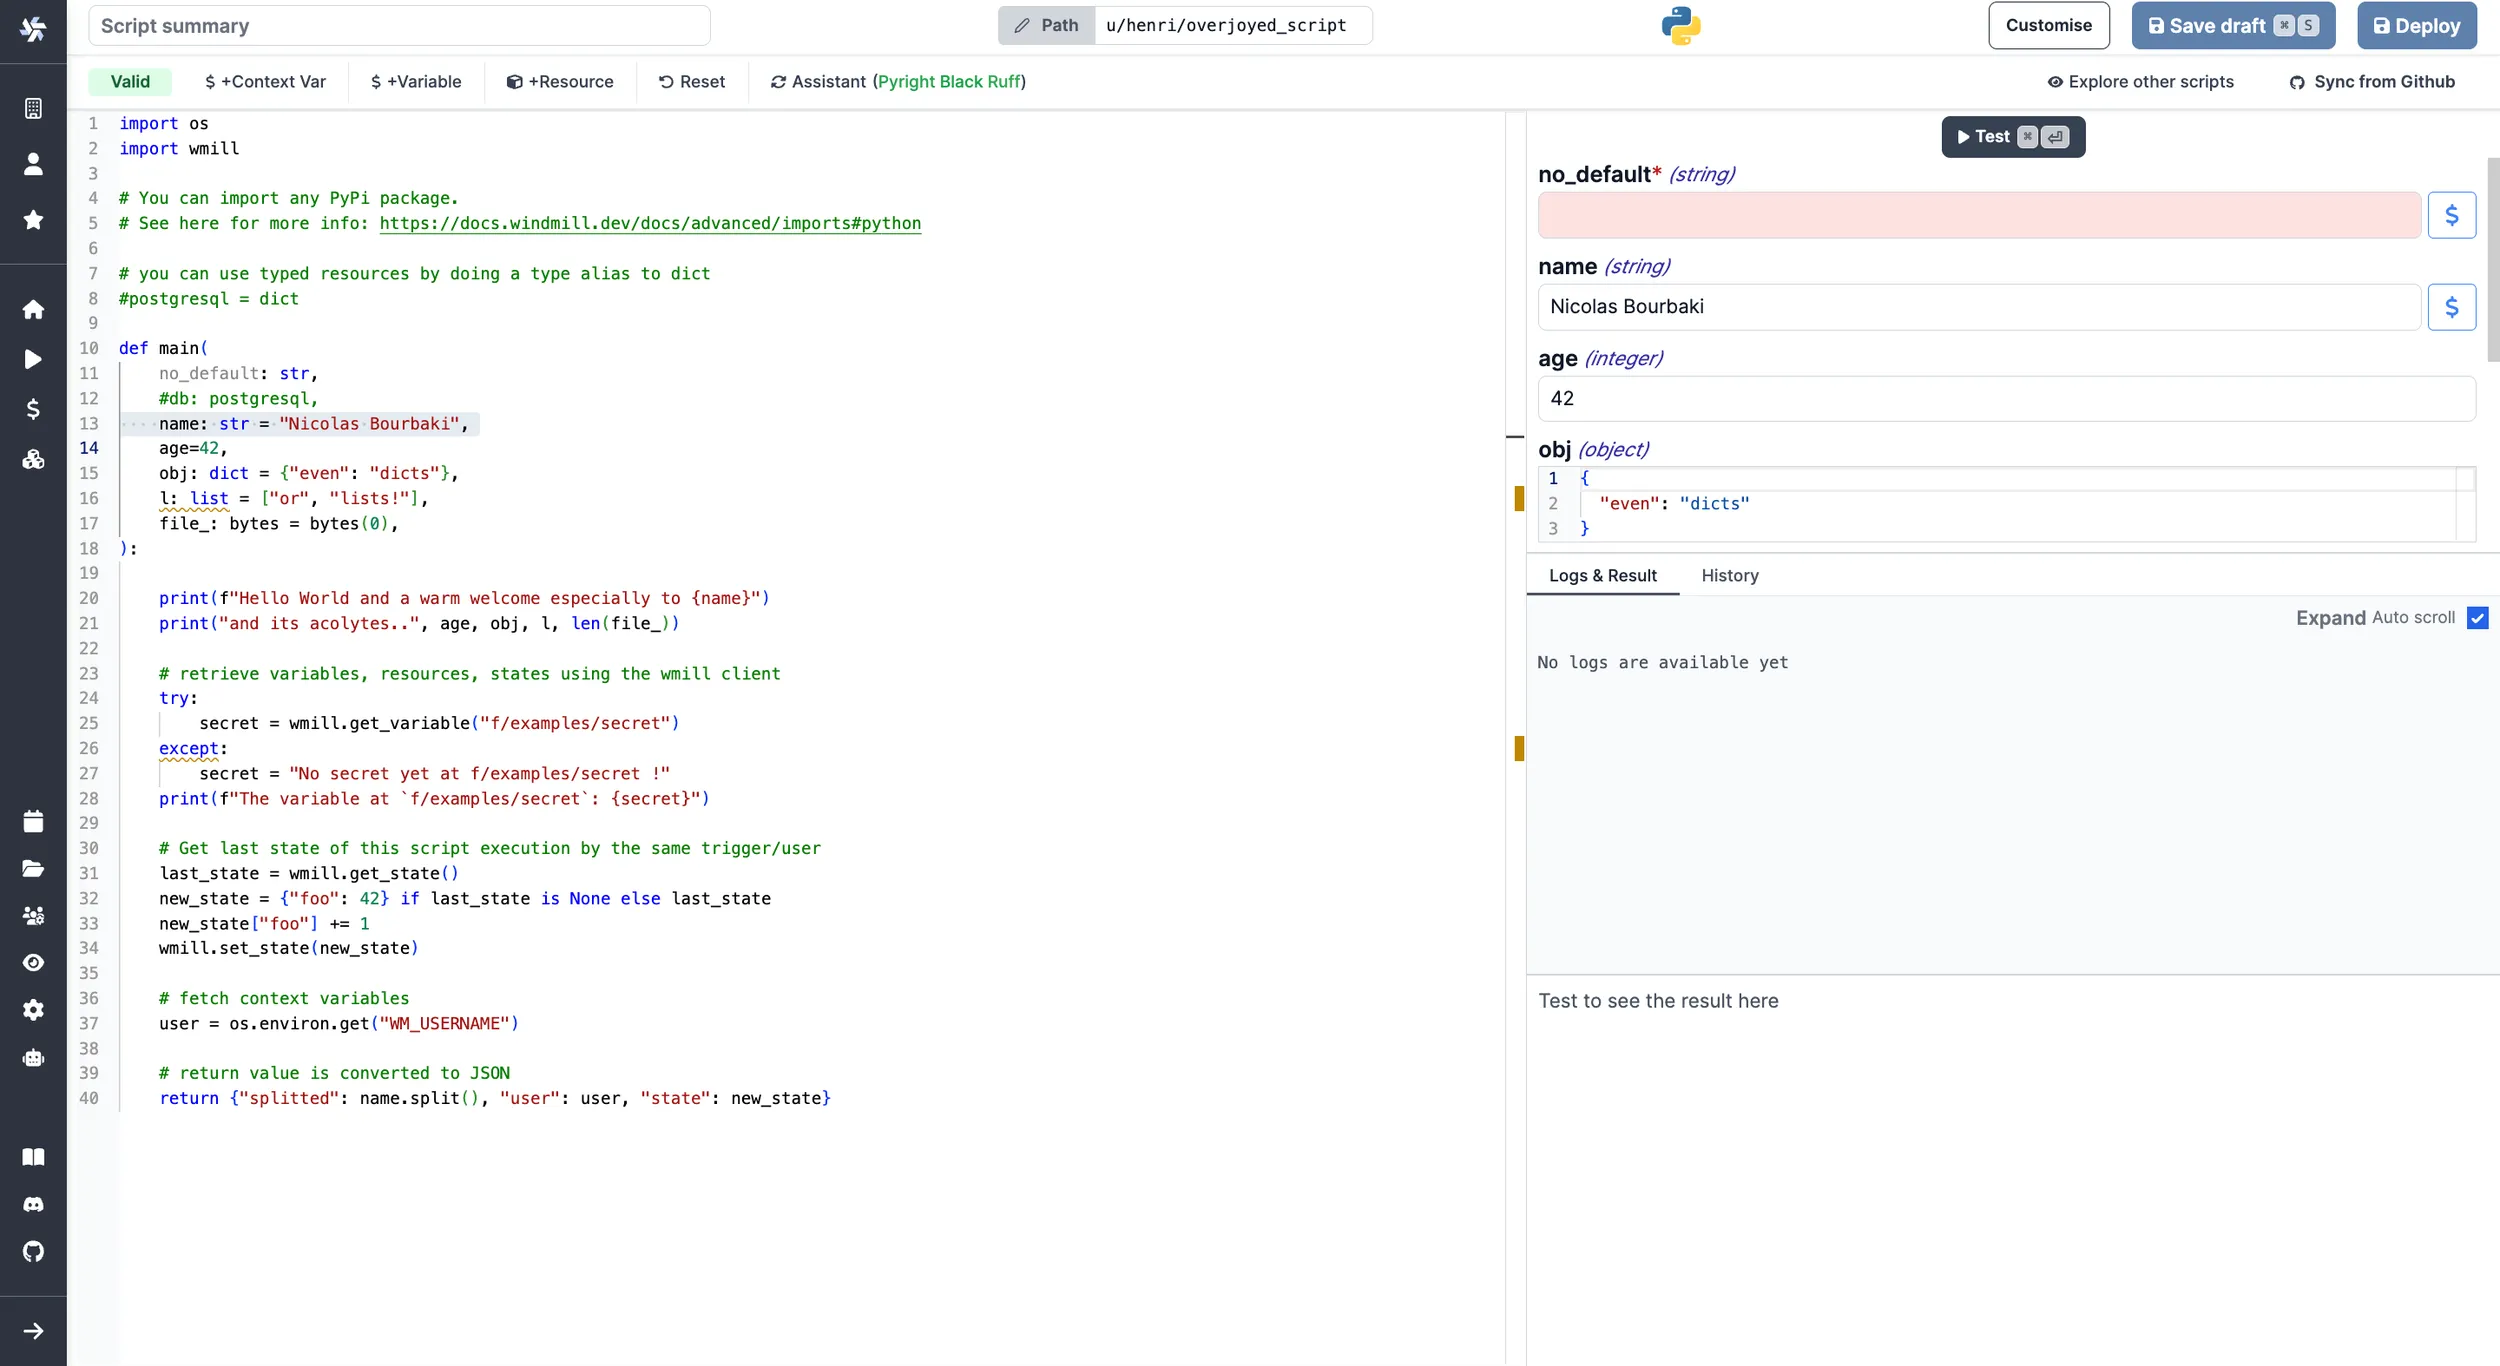 Script summary
Path u/henri/overjoyed_script
Customise
Save draft ⌘ S
Deploy
Valid
$ +Context Var
$ +Variable
+Resource
Reset
Assistant (Pyright Black Ruff)
Explore other scripts
Sync from Github
1 import os
2 import wmill
3
4 # You can import any PyPi package.
5 # See here for more info: https://docs.windmill.dev/docs/advanced/imports#python
6
7 # you can use typed resources by doing a type alias to dict
8 #postgresql = dict
9
10 def main(
11     no_default: str,
12     #db: postgresql,
13     name: str = "Nicolas Bourbaki",
14     age=42,
15     obj: dict = {"even": "dicts"},
16     l: list = ["or", "lists!"],
17     file_: bytes = bytes(0),
18 ):
19
20     print(f"Hello World and a warm welcome especially to {name}")
21     print("and its acolytes..", age, obj, l, len(file_))
22
23     # retrieve variables, resources, states using the wmill client
24     try:
25         secret = wmill.get_variable("f/examples/secret")
26     except:
27         secret = "No secret yet at f/examples/secret !"
28     print(f"The variable at `f/examples/secret`: {secret}")
29
30     # Get last state of this script execution by the same trigger/user
31     last_state = wmill.get_state()
32     new_state = {"foo": 42} if last_state is None else last_state
33     new_state["foo"] += 1
34     wmill.set_state(new_state)
35
36     # fetch context variables
37     user = os.environ.get("WM_USERNAME")
38
39     # return value is converted to JSON
40     return {"splitted": name.split(), "user": user, "state": new_state}
Test ⌘ ⏎
no_default* (string)
$
name (string)
Nicolas Bourbaki
$
age (integer)
42
obj (object)
1 {
2   "even": "dicts"
3 }
Logs & Result
History
Expand Auto scroll
No logs are available yet
Test to see the result here